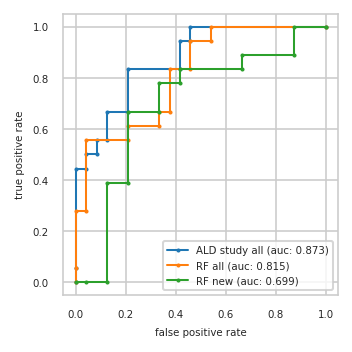 1.0
0.8
0.6
0.4
0.2
0.0
true positive rate
ALD study all (auc: 0.873)
RF all (auc: 0.815)
RF new (auc: 0.699)
0.0 0.2 0.4 0.6 0.8 1.0
false positive rate